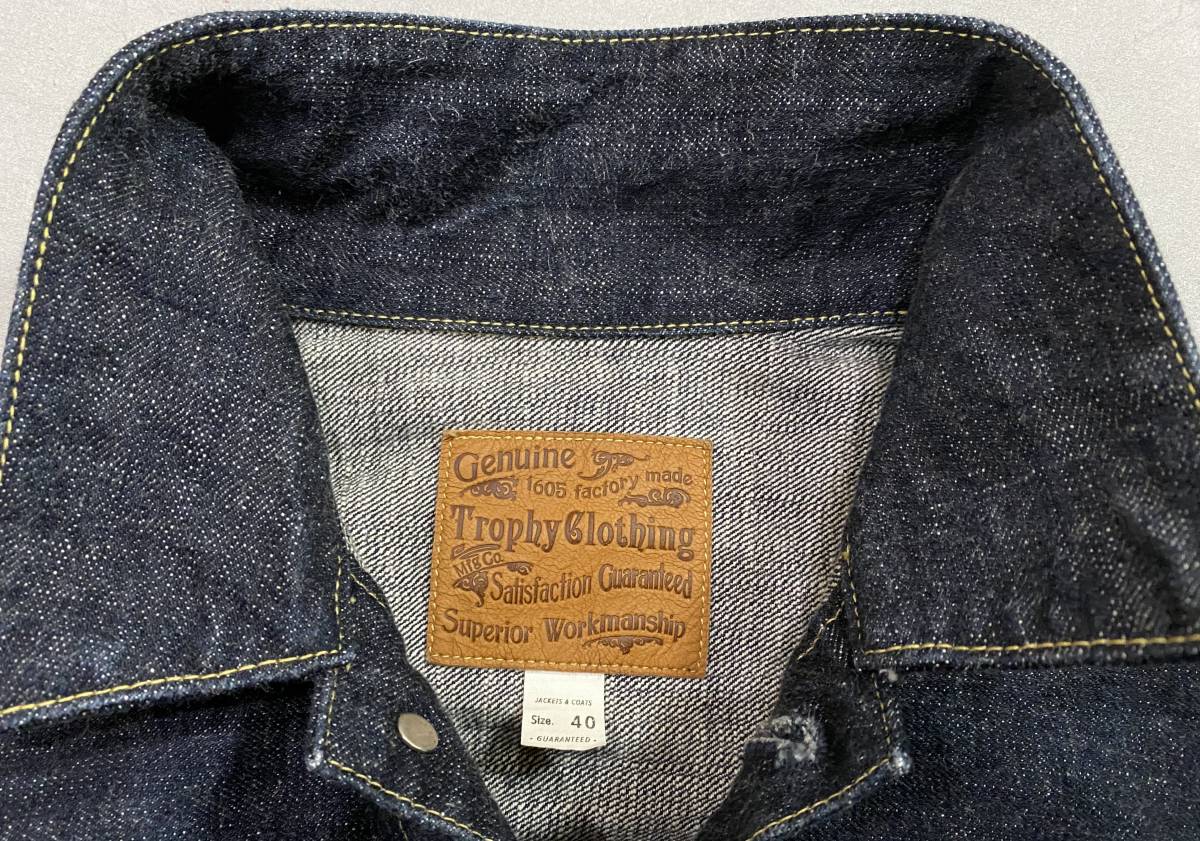 Genuine
1605 factory made
Trophy Clothing
Mfg Co.
Satisfaction Guaranteed
Superior Workmanship
JACKETS & COATS
Size. 40
- GUARANTEED -